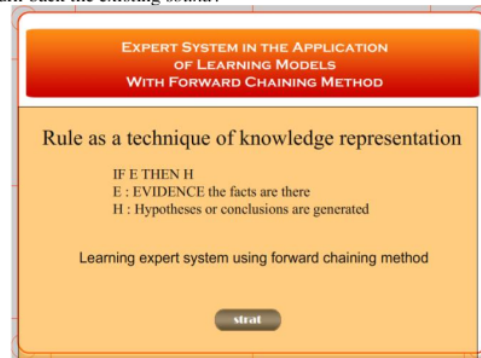 EXPERT SYSTEM IN THE APPLICATION
OF LEARNING MODELS
WITH FORWARD CHAINING METHOD
Rule as a technique of knowledge representation
IF E THEN H
E : EVIDENCE the facts are there
H : Hypotheses or conclusions are generated
Learning expert system using forward chaining method
strat